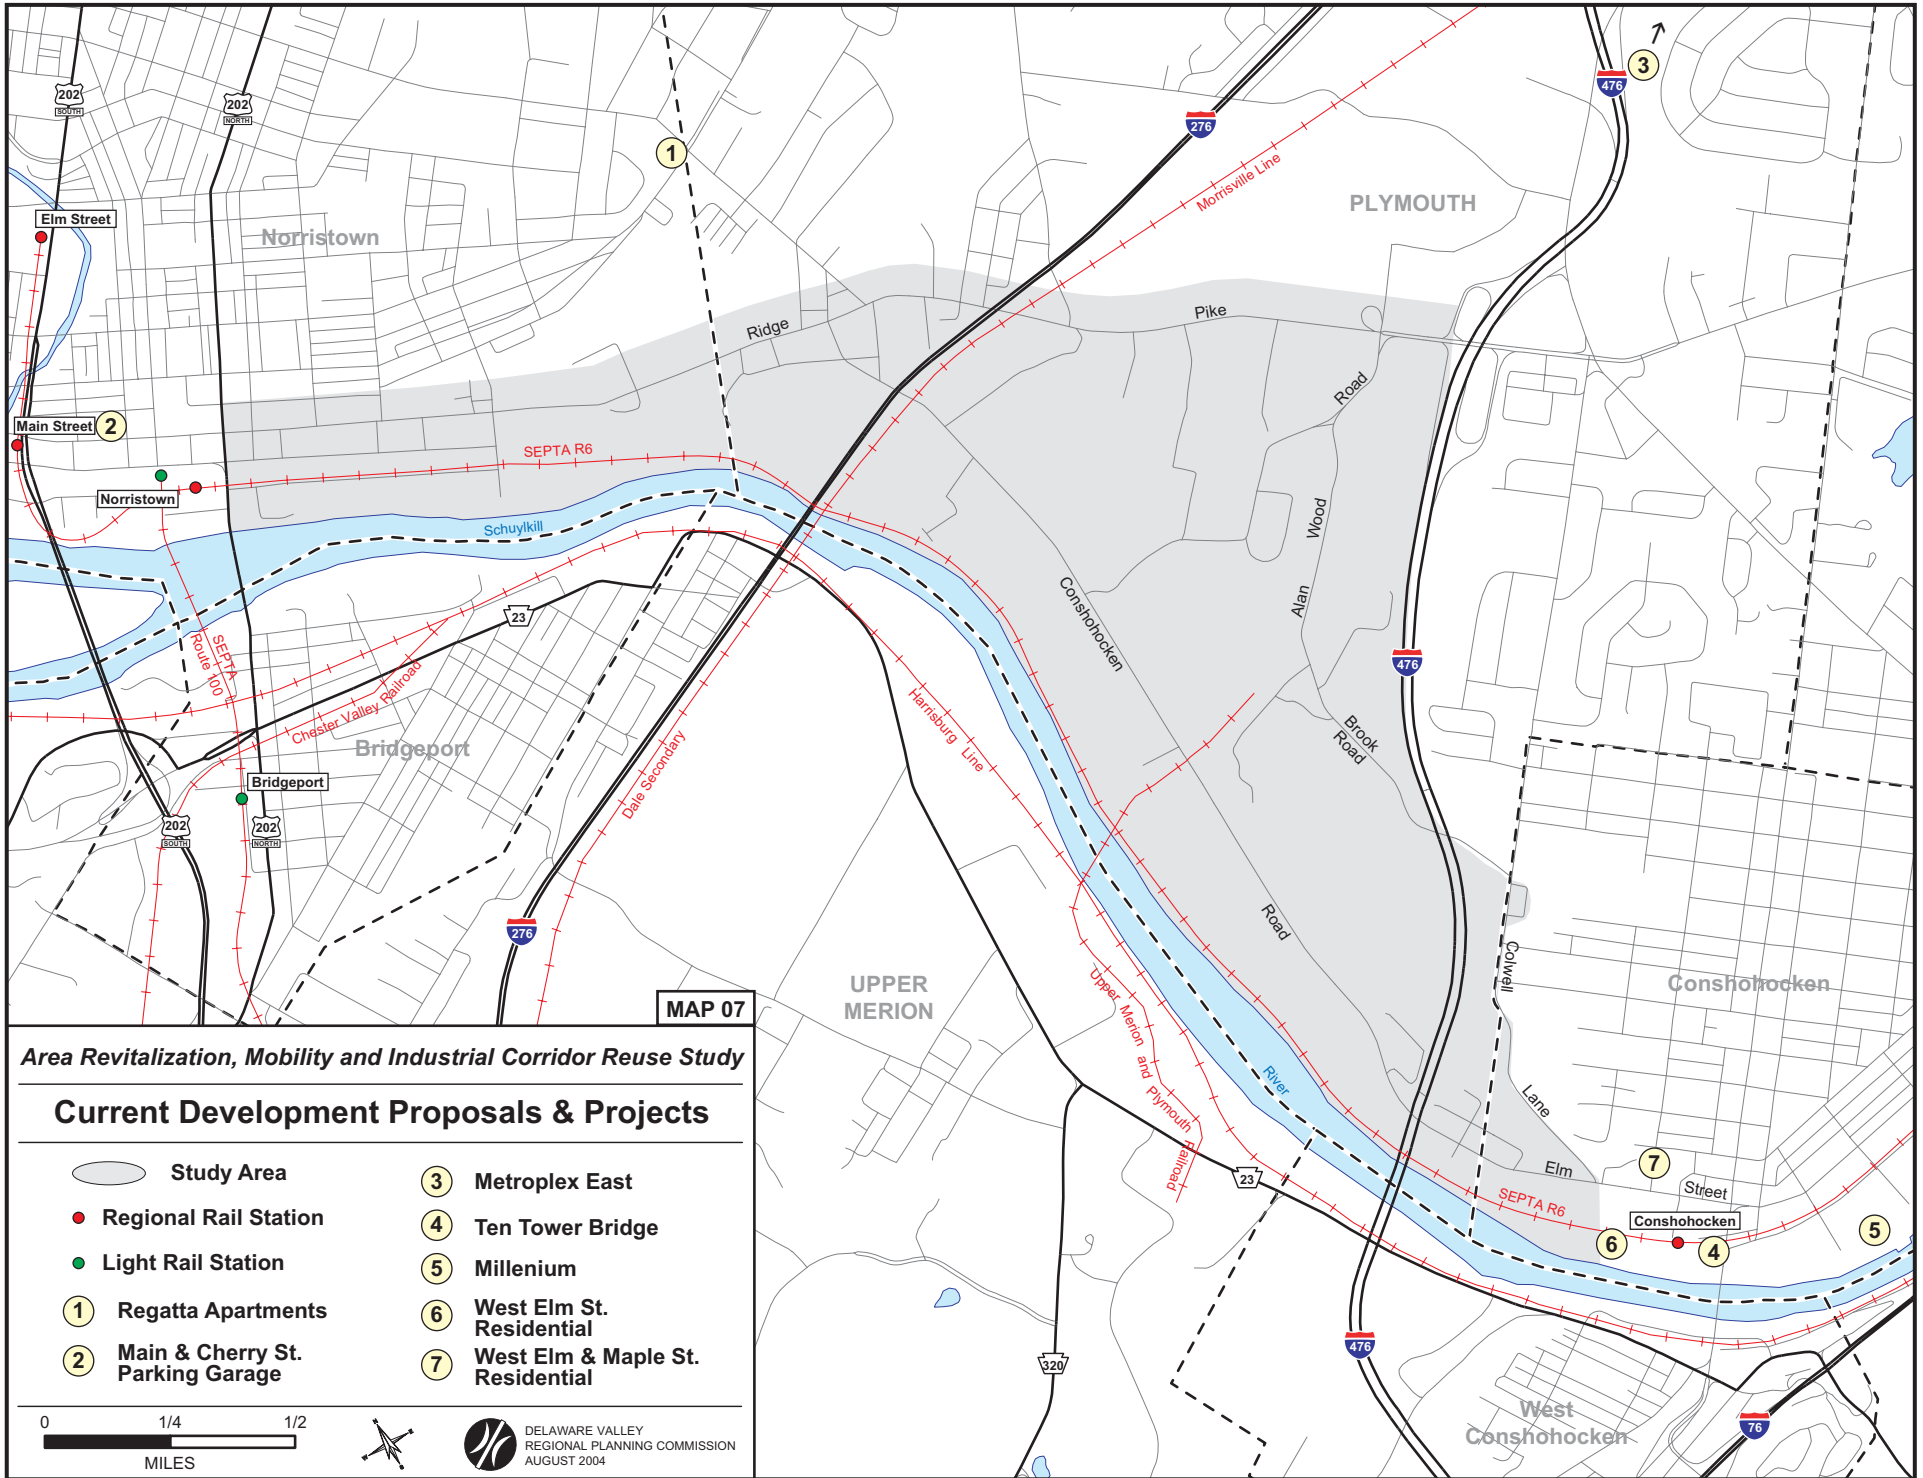 202
SOUTH
202
NORTH
Elm Street
Norristown
1
276
Morrisville Line
476
3
PLYMOUTH
Ridge
Pike
Road
Main Street
2
SEPTA R6
Norristown
Schuylkill
Wood
Alan
Conshohocken
23
SEPTA
Route 100
Chester Valley Railroad
Bridgeport
Bridgeport
202
SOUTH
202
NORTH
Dale Secondary
Harrisburg Line
476
Brook
Road
276
Road
Colwell
UPPER
MERION
Conshohocken
Upper Merion and Plymouth Railroad
River
Lane
Elm
Street
7
SEPTA R6
Conshohocken
6
4
5
23
320
476
West
Conshohocken
76
MAP 07
Area Revitalization, Mobility and Industrial Corridor Reuse Study
Current Development Proposals & Projects
Study Area
Regional Rail Station
Light Rail Station
1 Regatta Apartments
2 Main & Cherry St.
Parking Garage
3 Metroplex East
4 Ten Tower Bridge
5 Millenium
6 West Elm St.
Residential
7 West Elm & Maple St.
Residential
0 1/4 1/2
MILES
DELAWARE VALLEY
REGIONAL PLANNING COMMISSION
AUGUST 2004